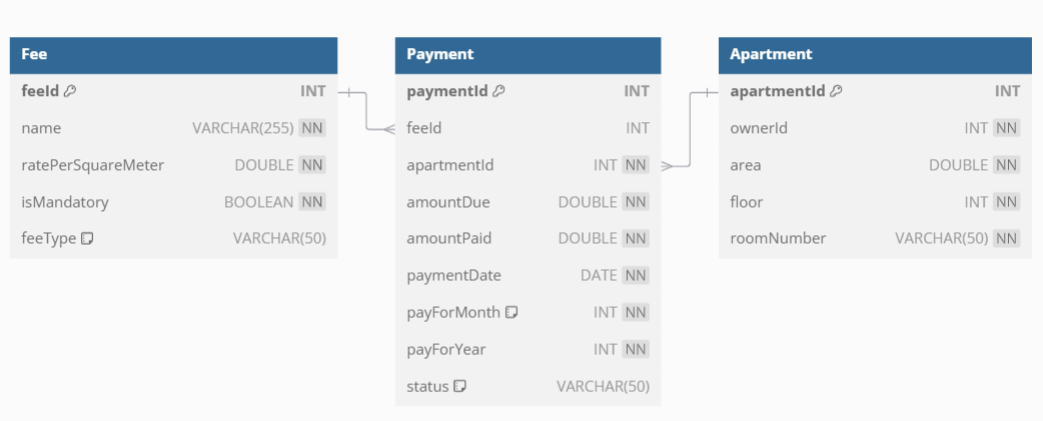 Fee
feeId INT
name VARCHAR(255) NN
ratePerSquareMeter DOUBLE NN
isMandatory BOOLEAN NN
feeType VARCHAR(50)
Payment
paymentId INT
feeId INT
apartmentId INT NN
amountDue DOUBLE NN
amountPaid DOUBLE NN
paymentDate DATE NN
payForMonth INT NN
payForYear INT NN
status VARCHAR(50)
Apartment
apartmentId INT
ownerId INT NN
area DOUBLE NN
floor INT NN
roomNumber VARCHAR(50) NN